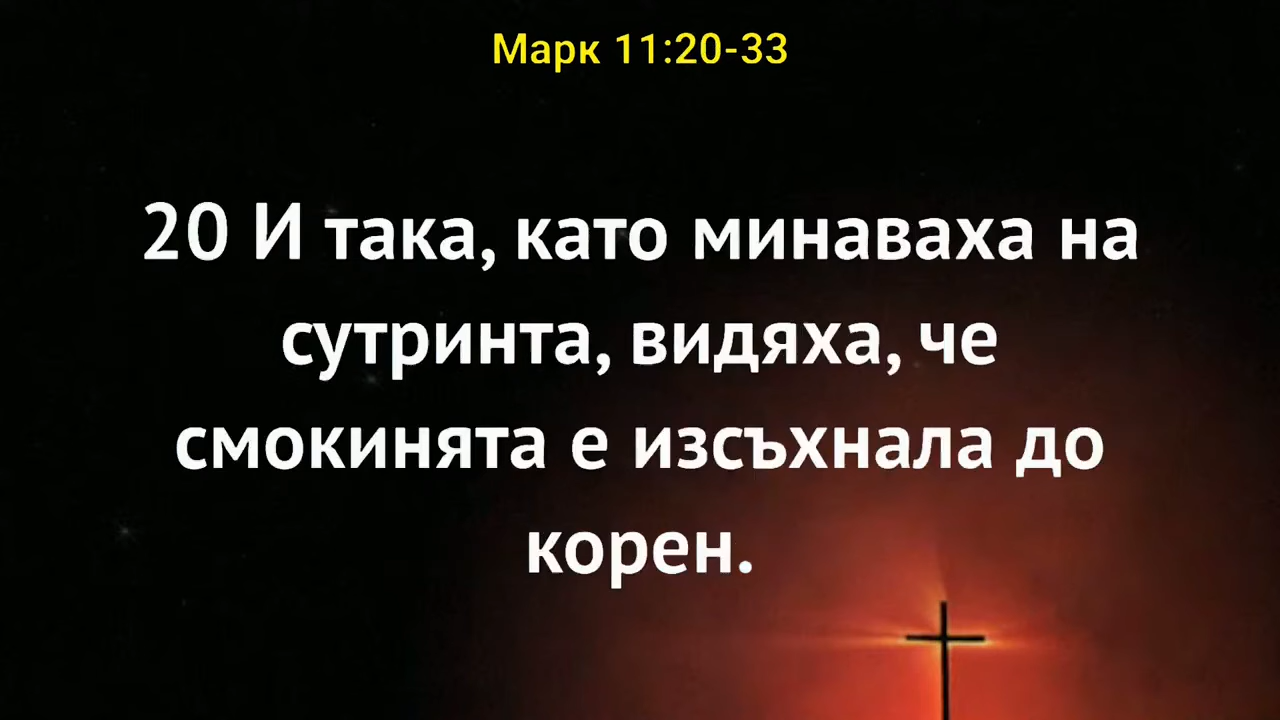 Марк 11:20-33
20 И така, като минаваха на
сутринта, видяха, че
смокинята е изсъхнала до
корен.